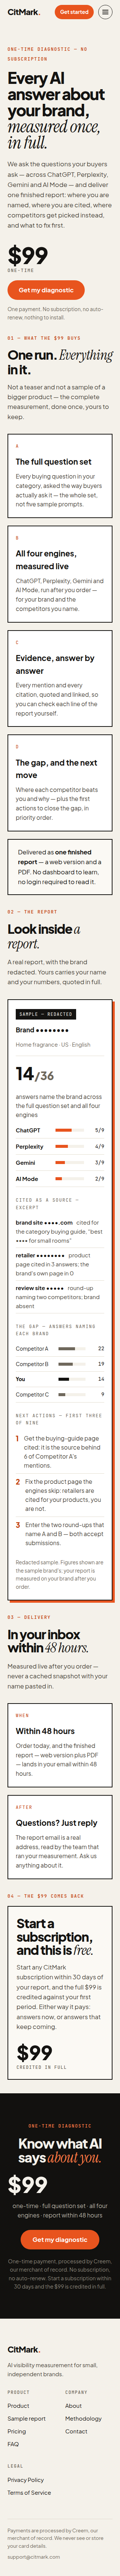 CitMark.
Get started
ONE-TIME DIAGNOSTIC — NO
SUBSCRIPTION
Every AI
answer about
your brand,
measured once,
in full.
We ask the questions your buyers
ask — across ChatGPT, Perplexity,
Gemini and AI Mode — and deliver
one finished report: where you are
named, where you are cited, where
competitors get picked instead,
and what to fix first.
$99
ONE-TIME
Get my diagnostic
One payment. No subscription, no auto-
renew, nothing to install.
01 — WHAT THE $99 BUYS
One run. Everything
in it.
Not a teaser and not a sample of a
bigger product — the complete
measurement, done once, yours to
keep.
A
The full question set
Every buying question in your
category, asked the way buyers
actually ask it — the whole set,
not five sample prompts.
B
All four engines,
measured live
ChatGPT, Perplexity, Gemini and
AI Mode, run after you order —
for your brand and the
competitors you name.
C
Evidence, answer by
answer
Every mention and every
citation, quoted and linked, so
you can check each line of the
report yourself.
D
The gap, and the next
move
Where each competitor beats
you and why — plus the first
actions to close the gap, in
priority order.
Delivered as one finished
report — a web version and a
PDF. No dashboard to learn,
no login required to read it.
02 — THE REPORT
Look inside a
report.
A real report, with the brand
redacted. Yours carries your name
and your numbers, quoted in full.
SAMPLE — REDACTED
Brand ••••••••
Home fragrance · US · English
14/36
answers name the brand across
the full question set and all four
engines
ChatGPT 5/9
Perplexity 4/9
Gemini 3/9
AI Mode 2/9
CITED AS A SOURCE —
EXCERPT
brand site ••••.com cited for
the category buying guide, "best
•••• for small rooms"
retailer •••••••• product
page cited in 3 answers; the
brand's own page in 0
review site ••••• round-up
naming two competitors; brand
absent
THE GAP — ANSWERS NAMING
EACH BRAND
Competitor A 22
Competitor B 19
You 14
Competitor C 9
NEXT ACTIONS — FIRST THREE
OF NINE
1 Get the buying-guide page
cited: it is the source behind
6 of Competitor A's
mentions.
2 Fix the product page the
engines skip: retailers are
cited for your products, you
are not.
3 Enter the two round-ups that
name A and B — both accept
submissions.
Redacted sample. Figures shown are
the sample brand's; your report is
measured on your brand after you
order.
03 — DELIVERY
In your inbox
within 48 hours.
Measured live after you order —
never a cached snapshot with your
name pasted in.
WHEN
Within 48 hours
Order today, and the finished
report — web version plus PDF
— lands in your email within 48
hours.
AFTER
Questions? Just reply
The report email is a real
address, read by the team that
ran your measurement. Ask us
anything about it.
04 — THE $99 COMES BACK
Start a
subscription,
and this is free.
Start any CitMark
subscription within 30 days of
your report, and the full $99 is
credited against your first
period. Either way it pays:
answers now, or answers that
keep coming.
$99
CREDITED IN FULL
ONE-TIME DIAGNOSTIC
Know what AI
says about you.
$99
one-time · full question set · all four
engines · report within 48 hours
Get my diagnostic
One-time payment, processed by Creem, our
merchant of record. No subscription,
no auto-renew. Start a subscription within
30 days and the $99 is credited in full.
CitMark.
AI visibility measurement for small,
independent brands.
PRODUCT
Product
Sample report
Pricing
FAQ
COMPANY
About
Methodology
Contact
LEGAL
Privacy Policy
Terms of Service
Payments are processed by Creem, our
merchant of record. We never see or store
your card details.
support@citmark.com